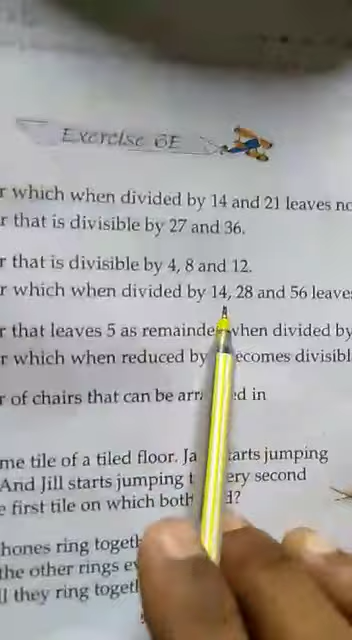 Exercise 6E
r which when divided by 14 and 21 leaves no
r that is divisible by 27 and 36.
r that is divisible by 4, 8 and 12.
r which when divided by 14, 28 and 56 leave
r that leaves 5 as remainde when divided by
r which when reduced by ecomes divisibl
r of chairs that can be arr ed in
me tile of a tiled floor. Ja tarts jumping
And Jill starts jumping t ery second
e first tile on which both d?
hones ring togeth
the other rings ev
ll they ring togetl